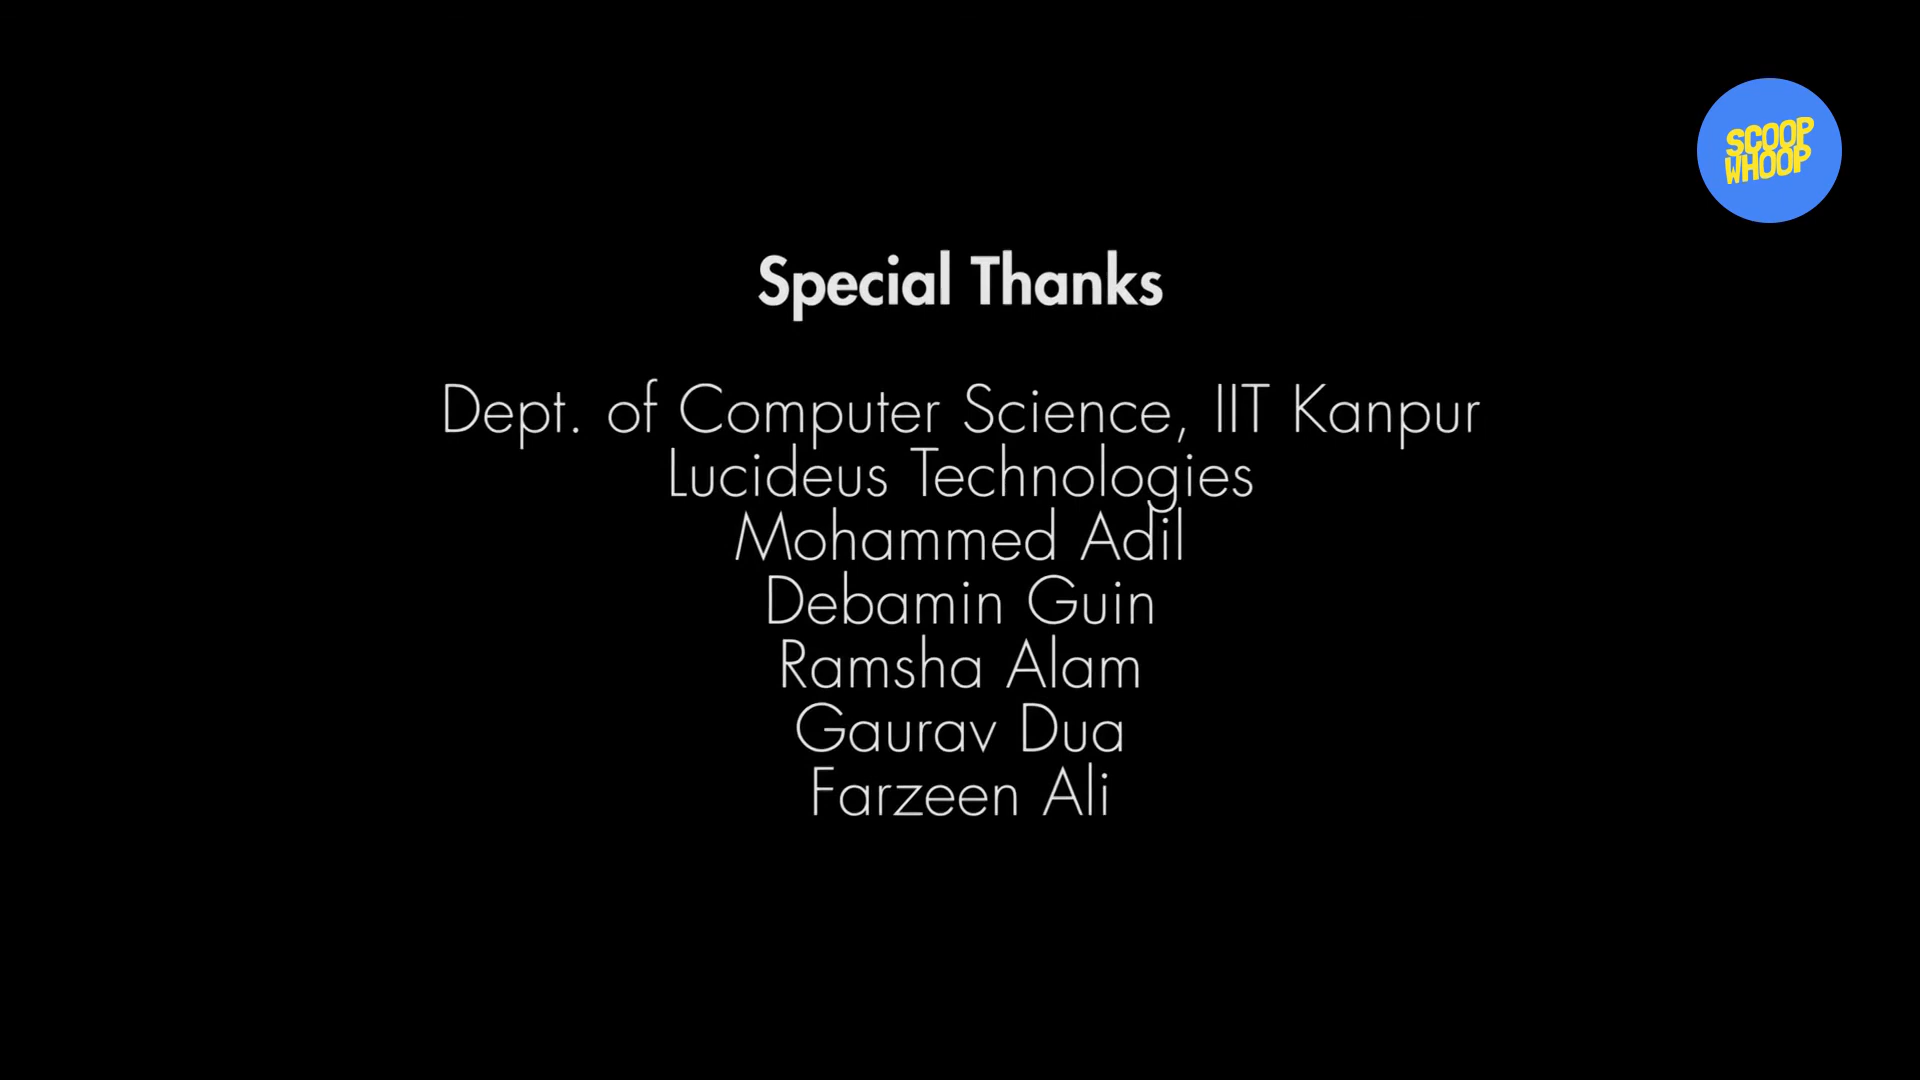 SCOOP
WHOOP
Special Thanks
Dept. of Computer Science, IIT Kanpur
Lucideus Technologies
Mohammed Adil
Debamin Guin
Ramsha Alam
Gaurav Dua
Farzeen Ali